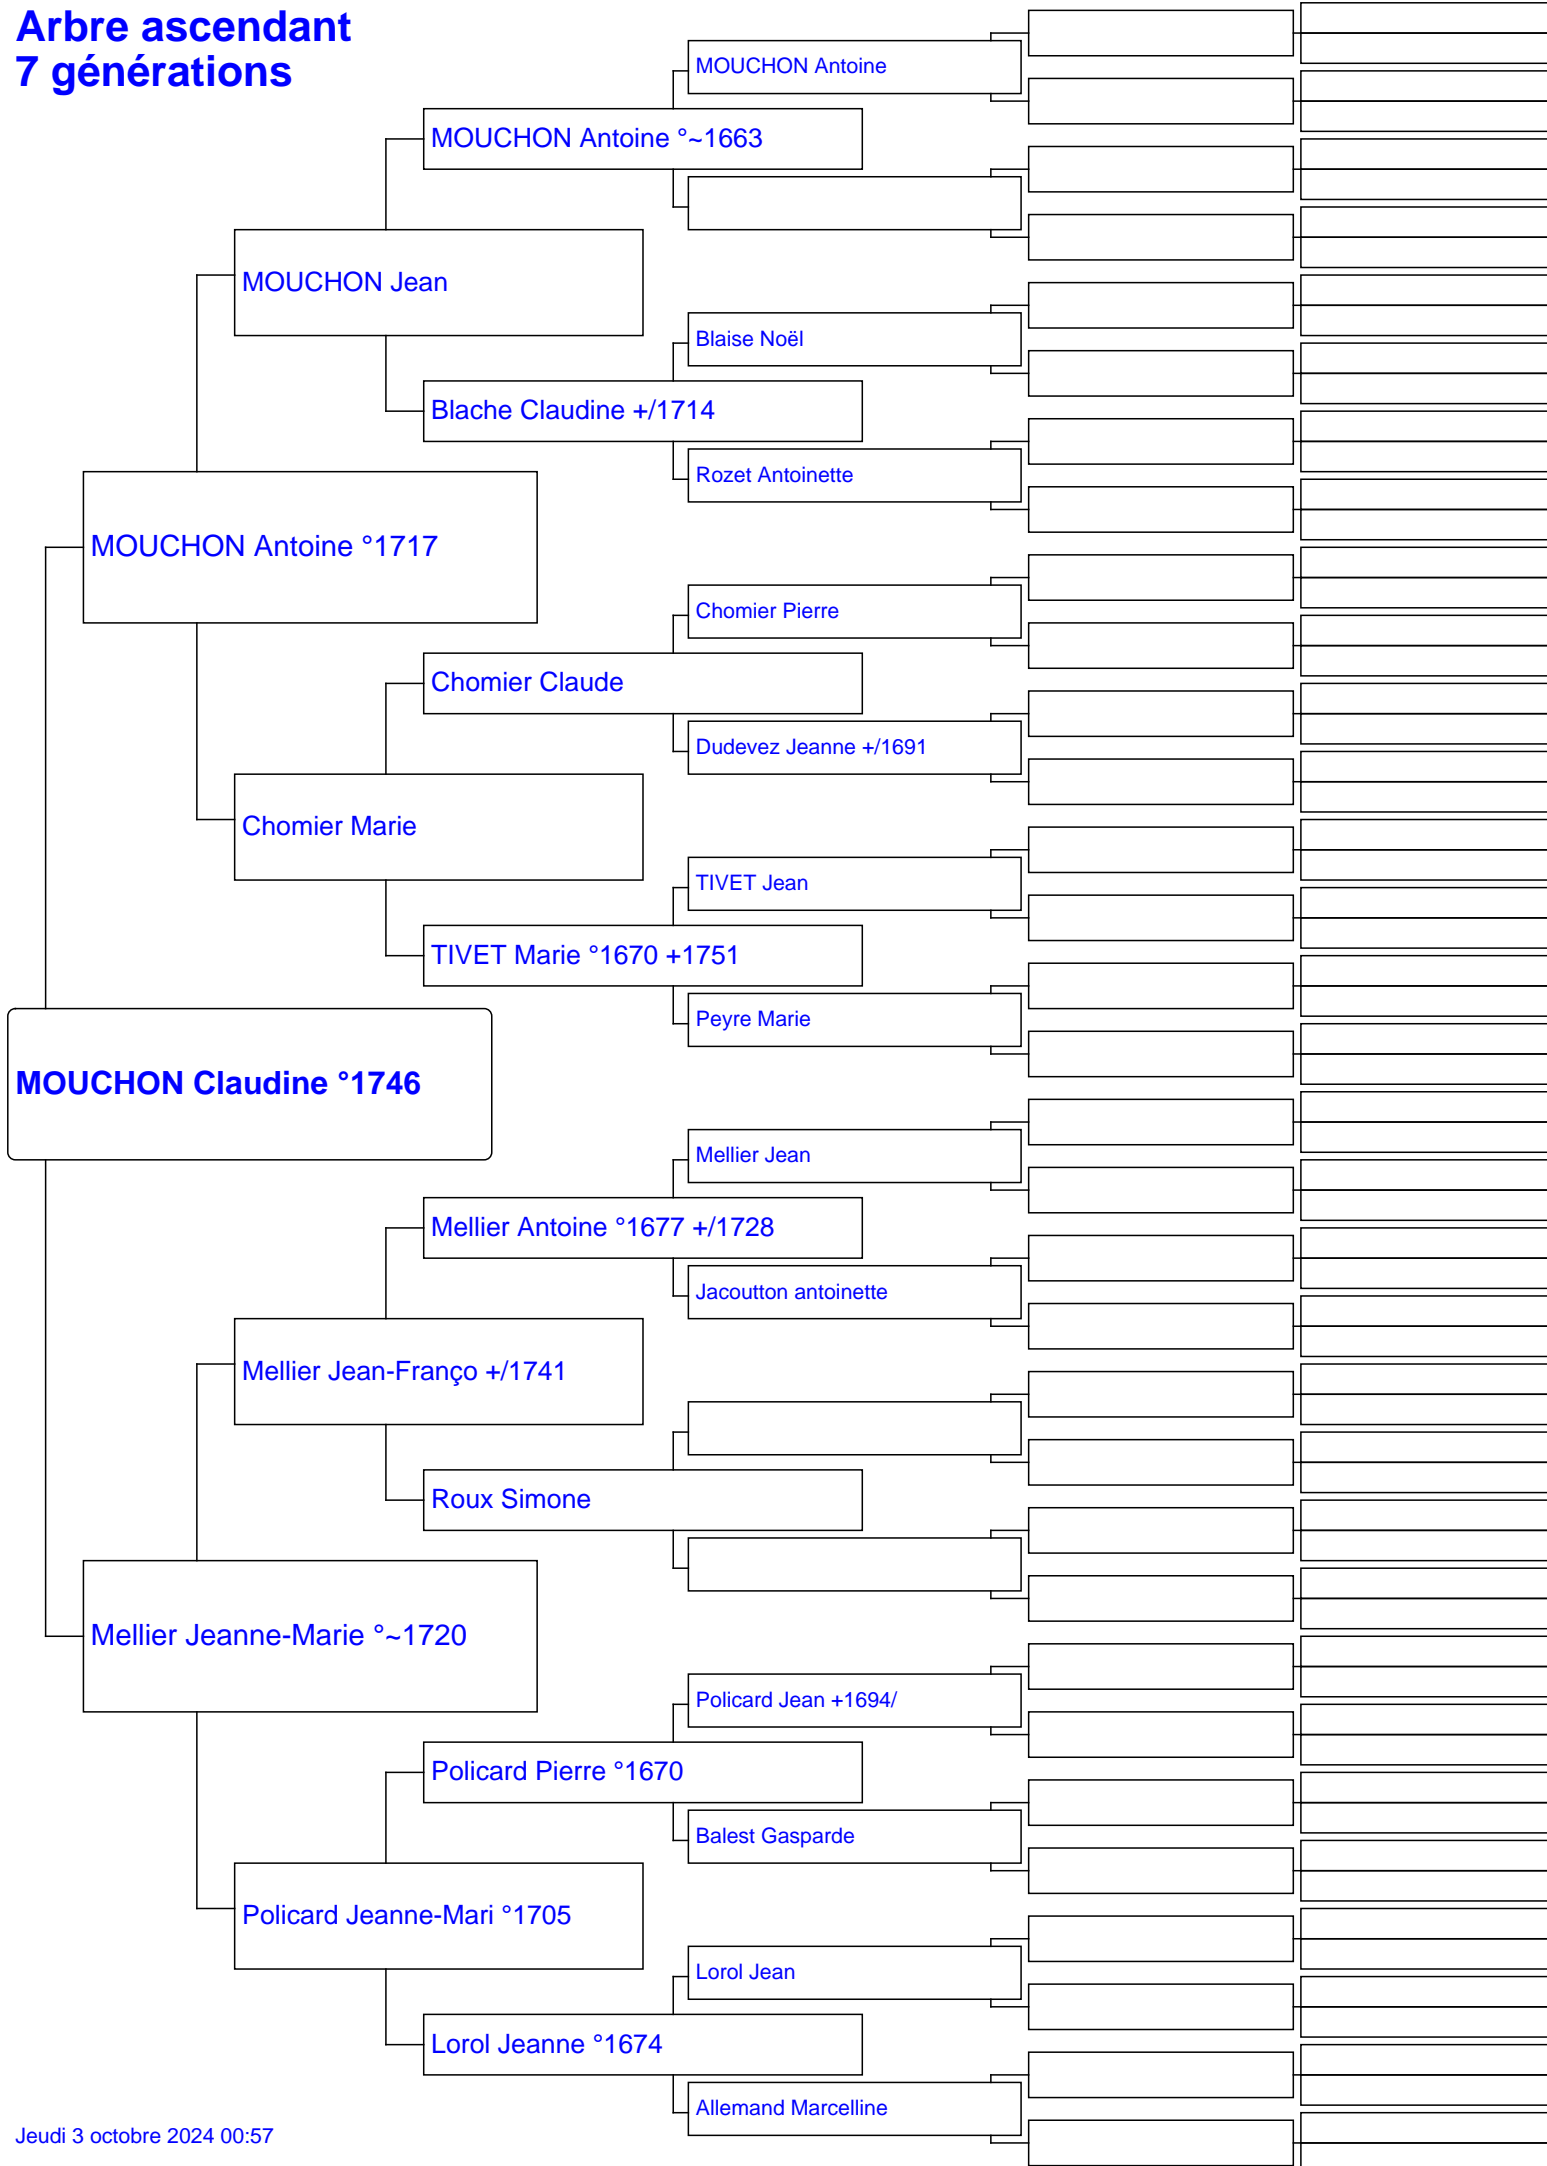 Arbre ascendant
7 générations
MOUCHON Antoine
MOUCHON Antoine °~1663
MOUCHON Jean
Blaise Noël
Blache Claudine +/1714
Rozet Antoinette
MOUCHON Antoine °1717
Chomier Pierre
Chomier Claude
Dudevez Jeanne +/1691
Chomier Marie
TIVET Jean
TIVET Marie °1670 +1751
Peyre Marie
MOUCHON Claudine °1746
Mellier Jean
Mellier Antoine °1677 +/1728
Jacoutton antoinette
Mellier Jean-Franço +/1741
Roux Simone
Mellier Jeanne-Marie °~1720
Policard Jean +1694/
Policard Pierre °1670
Balest Gasparde
Policard Jeanne-Mari °1705
Lorol Jean
Lorol Jeanne °1674
Allemand Marcelline
Jeudi 3 octobre 2024 00:57